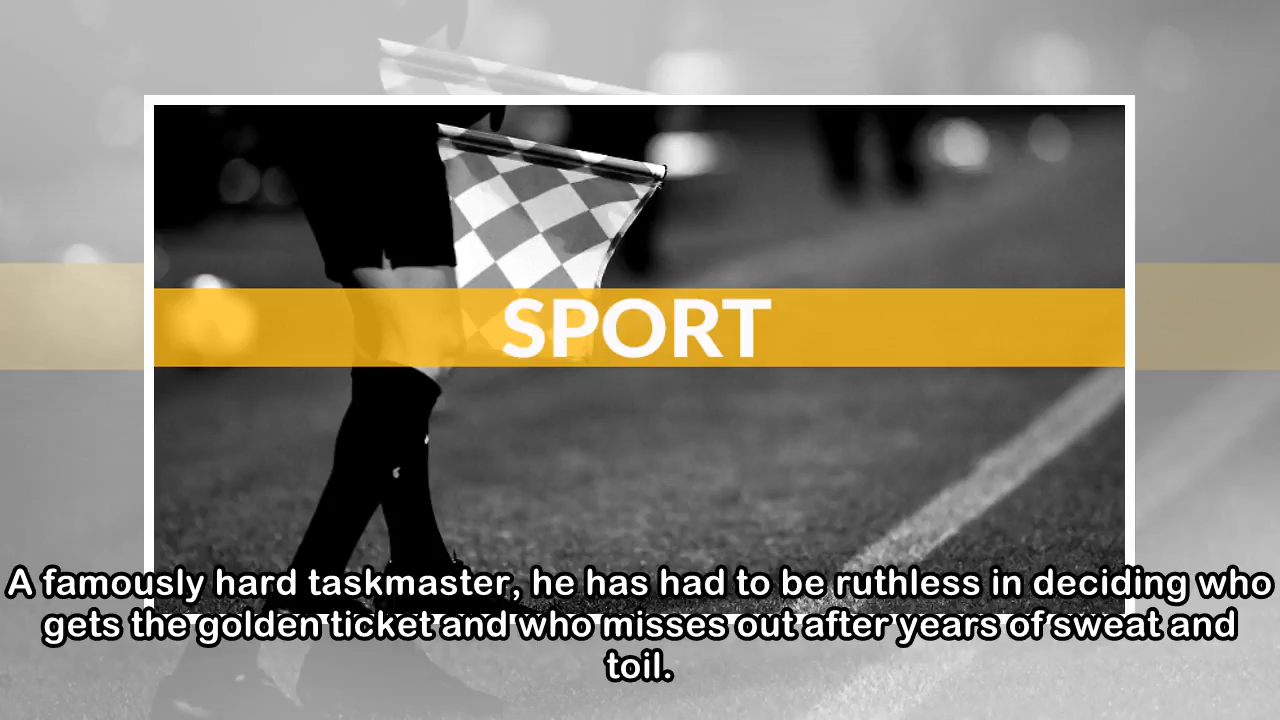 SPORT
A famously hard taskmaster, he has had to be ruthless in deciding who
gets the golden ticket and who misses out after years of sweat and
toil.